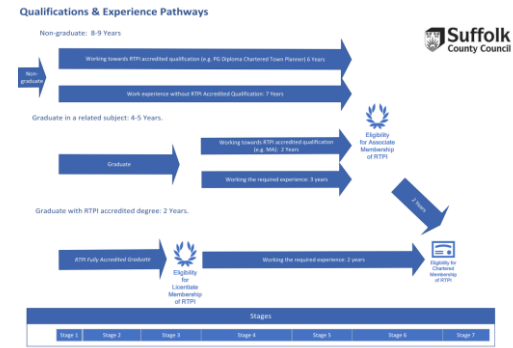 Qualifications & Experience Pathways
Suffolk
County Council
Non-graduate: 8-9 Years
Non-
graduate
Working towards RTPI accredited qualification (e.g. PG Diploma Chartered Town Planner) 6 Years
Work experience without RTPI Accredited Qualification: 7 Years
Eligibility
for Associate
Membership
of RTPI
Graduate in a related subject: 4-5 Years.
Graduate
Working towards RTPI accredited qualification
(e.g. MA): 2 Years
Working the required experience: 3 years
2 Years
Graduate with RTPI accredited degree: 2 Years.
RTPI Fully Accredited Graduate
Eligibility
for
Licentiate
Membership
of RTPI
Working the required experience: 2 years
Eligibility for
Chartered
Membership
of RTPI
Stages
Stage 1
Stage 2
Stage 3
Stage 4
Stage 5
Stage 6
Stage 7